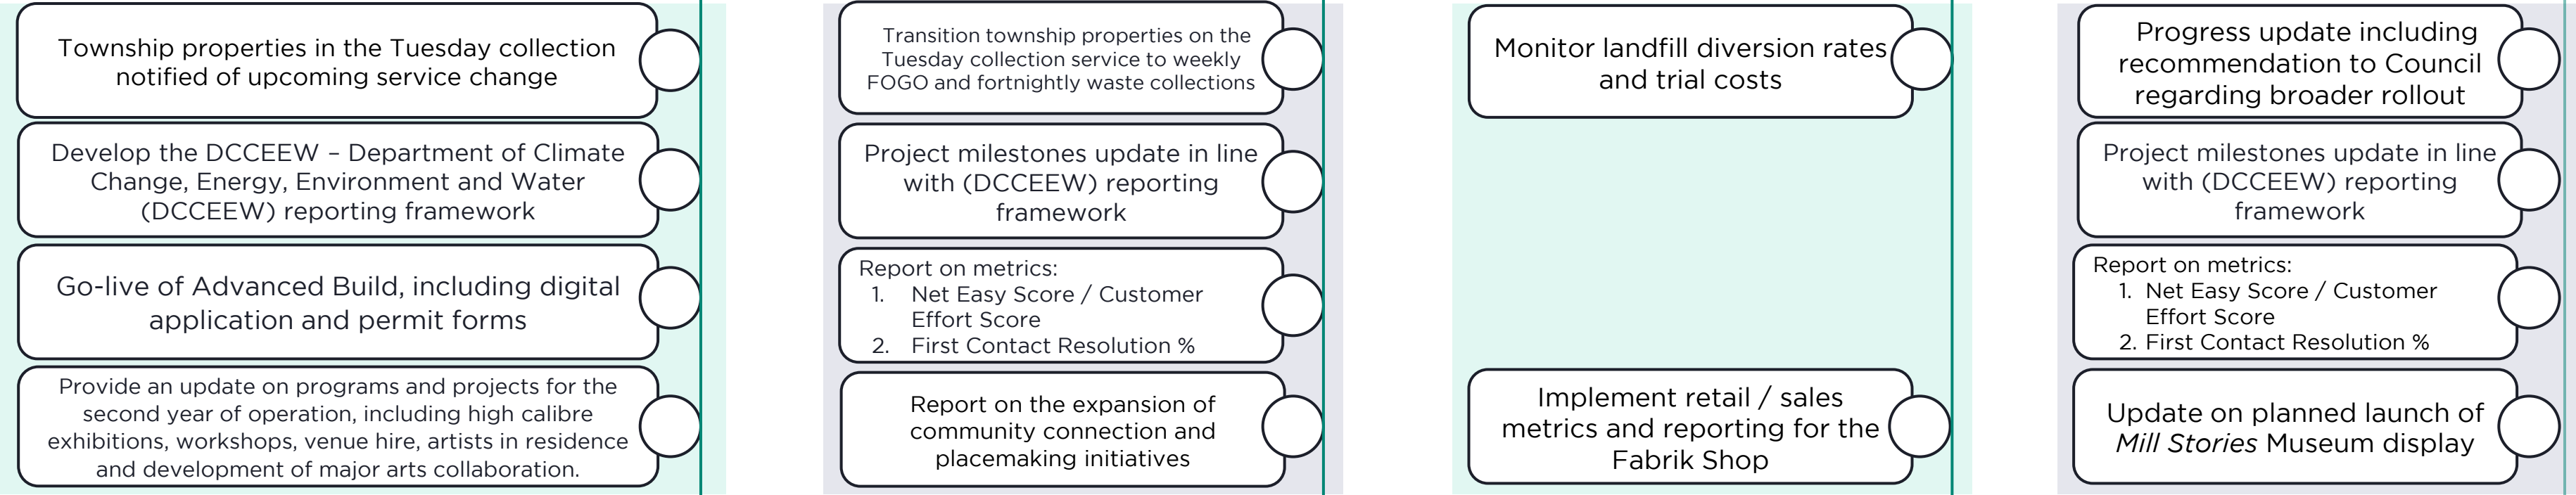 Township properties in the Tuesday collection
notified of upcoming service change
Develop the DCCEEW – Department of Climate
Change, Energy, Environment and Water
(DCCEEW) reporting framework
Go-live of Advanced Build, including digital
application and permit forms
Provide an update on programs and projects for the
second year of operation, including high calibre
exhibitions, workshops, venue hire, artists in residence
and development of major arts collaboration.
Transition township properties on the
Tuesday collection service to weekly
FOGO and fortnightly waste collections
Project milestones update in line
with (DCCEEW) reporting
framework
Report on metrics:
1. Net Easy Score / Customer
Effort Score
2. First Contact Resolution %
Report on the expansion of
community connection and
placemaking initiatives
Monitor landfill diversion rates
and trial costs
Implement retail / sales
metrics and reporting for the
Fabrik Shop
Progress update including
recommendation to Council
regarding broader rollout
Project milestones update in line
with (DCCEEW) reporting
framework
Report on metrics:
1. Net Easy Score / Customer
Effort Score
2. First Contact Resolution %
Update on planned launch of
Mill Stories Museum display